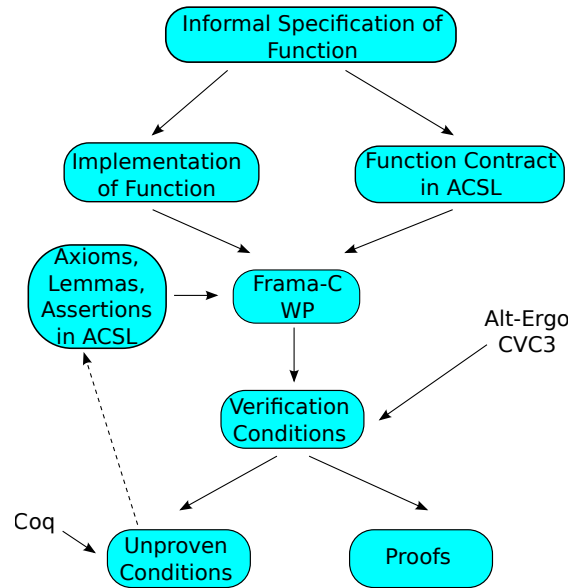 Informal Specification of
Function
Implementation
of Function
Function Contract
in ACSL
Axioms,
Lemmas,
Assertions
in ACSL
Frama-C
WP
Alt-Ergo
CVC3
Verification
Conditions
Coq
Unproven
Conditions
Proofs